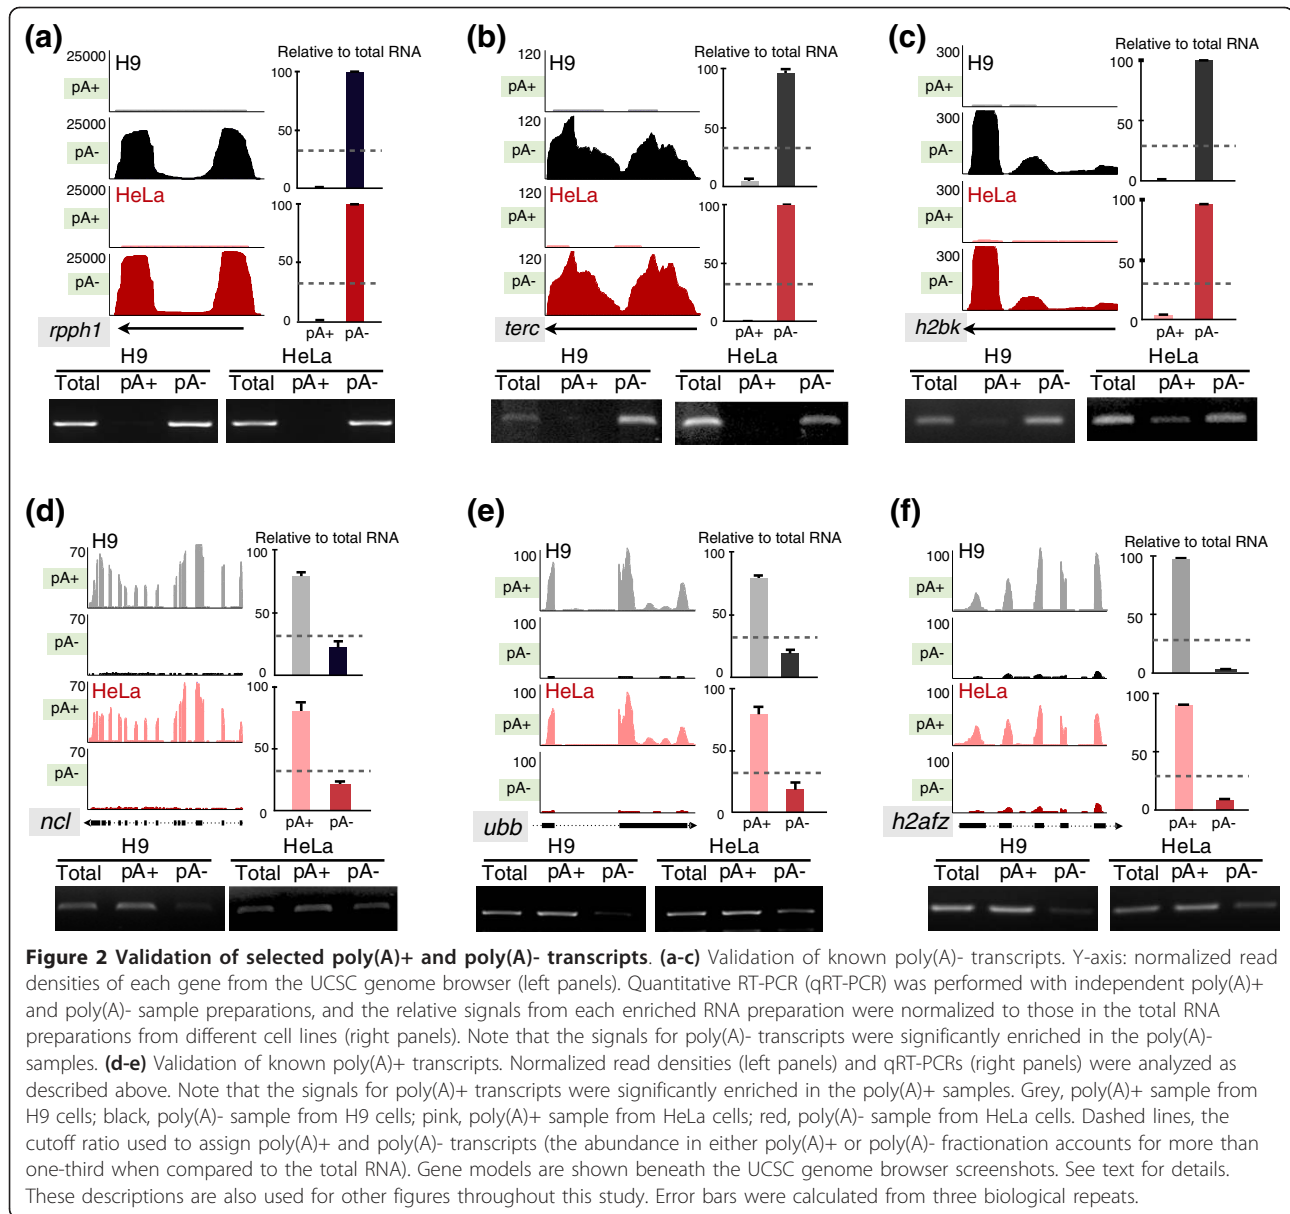 (a)
25000
H9
pA+
25000
pA-
25000
HeLa
pA+
25000
pA-
rpph1
Relative to total RNA
100
50
0
100
50
0
pA+ pA-
H9 HeLa
Total pA+ pA- Total pA+ pA-
(b)
120
H9
pA+
120
pA-
120
HeLa
pA+
120
pA-
terc
Relative to total RNA
100
50
0
100
50
0
pA+ pA-
H9 HeLa
Total pA+ pA- Total pA+ pA-
(c)
300
H9
pA+
300
pA-
300
HeLa
pA+
300
pA-
h2bk
Relative to total RNA
100
50
0
100
50
0
pA+ pA-
H9 HeLa
Total pA+ pA- Total pA+ pA-
(d)
70
H9
pA+
70
pA-
70
HeLa
pA+
70
pA-
ncl
Relative to total RNA
100
50
0
100
50
0
pA+ pA-
H9 HeLa
Total pA+ pA- Total pA+ pA-
(e)
100
H9
pA+
100
pA-
100
HeLa
pA+
100
pA-
ubb
Relative to total RNA
100
50
0
100
50
0
pA+ pA-
H9 HeLa
Total pA+ pA- Total pA+ pA-
(f)
100
H9
pA+
100
pA-
100
HeLa
pA+
100
pA-
h2afz
Relative to total RNA
100
50
0
100
50
0
pA+ pA-
H9 HeLa
Total pA+ pA- Total pA+ pA-
Figure 2 Validation of selected poly(A)+ and poly(A)- transcripts. (a-c) Validation of known poly(A)- transcripts. Y-axis: normalized read
densities of each gene from the UCSC genome browser (left panels). Quantitative RT-PCR (qRT-PCR) was performed with independent poly(A)+
and poly(A)- sample preparations, and the relative signals from each enriched RNA preparation were normalized to those in the total RNA
preparations from different cell lines (right panels). Note that the signals for poly(A)- transcripts were significantly enriched in the poly(A)-
samples. (d-e) Validation of known poly(A)+ transcripts. Normalized read densities (left panels) and qRT-PCRs (right panels) were analyzed as
described above. Note that the signals for poly(A)+ transcripts were significantly enriched in the poly(A)+ samples. Grey, poly(A)+ sample from
H9 cells; black, poly(A)- sample from H9 cells; pink, poly(A)+ sample from HeLa cells; red, poly(A)- sample from HeLa cells. Dashed lines, the
cutoff ratio used to assign poly(A)+ and poly(A)- transcripts (the abundance in either poly(A)+ or poly(A)- fractionation accounts for more than
one-third when compared to the total RNA). Gene models are shown beneath the UCSC genome browser screenshots. See text for details.
These descriptions are also used for other figures throughout this study. Error bars were calculated from three biological repeats.